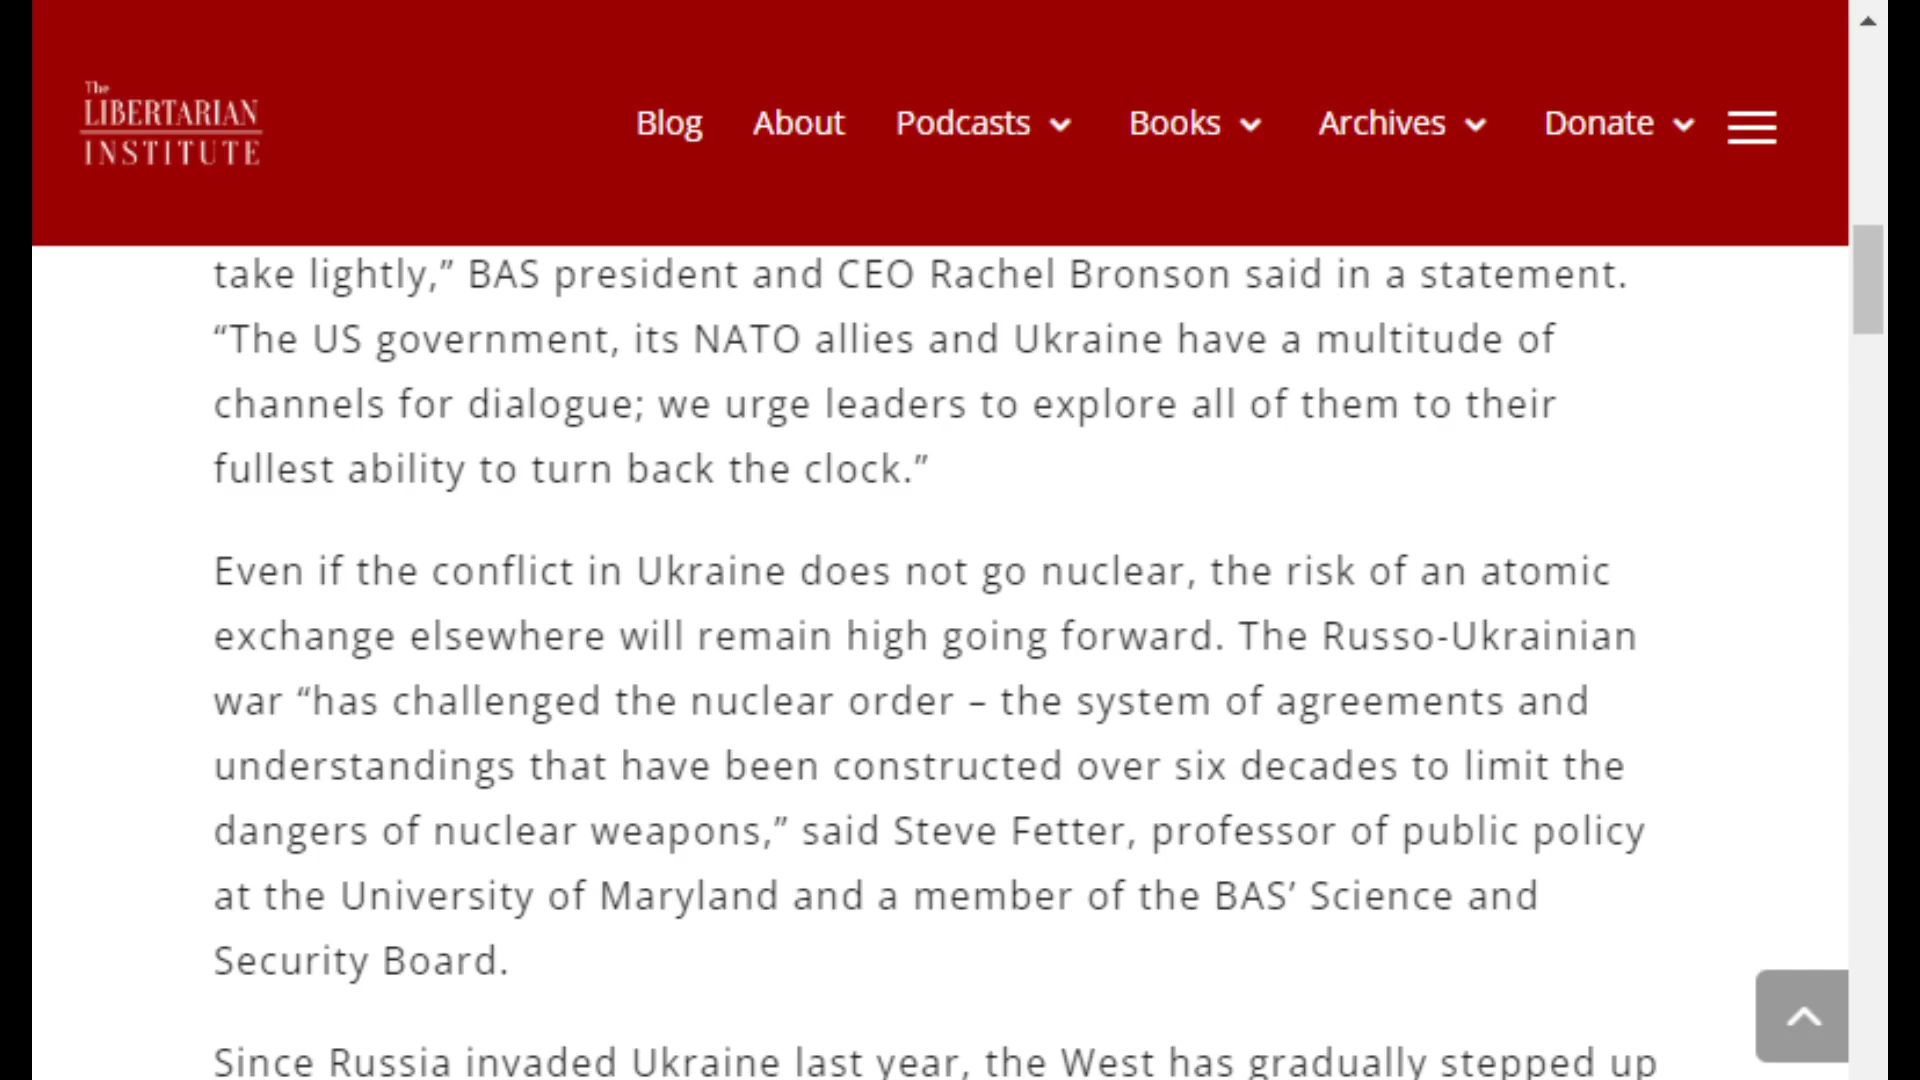 The
LIBERTARIAN
INSTITUTE
Blog About Podcasts Books Archives Donate
take lightly,” BAS president and CEO Rachel Bronson said in a statement.
“The US government, its NATO allies and Ukraine have a multitude of
channels for dialogue; we urge leaders to explore all of them to their
fullest ability to turn back the clock.”
Even if the conflict in Ukraine does not go nuclear, the risk of an atomic
exchange elsewhere will remain high going forward. The Russo-Ukrainian
war “has challenged the nuclear order – the system of agreements and
understandings that have been constructed over six decades to limit the
dangers of nuclear weapons,” said Steve Fetter, professor of public policy
at the University of Maryland and a member of the BAS’ Science and
Security Board.
Since Russia invaded Ukraine last year, the West has gradually stepped up